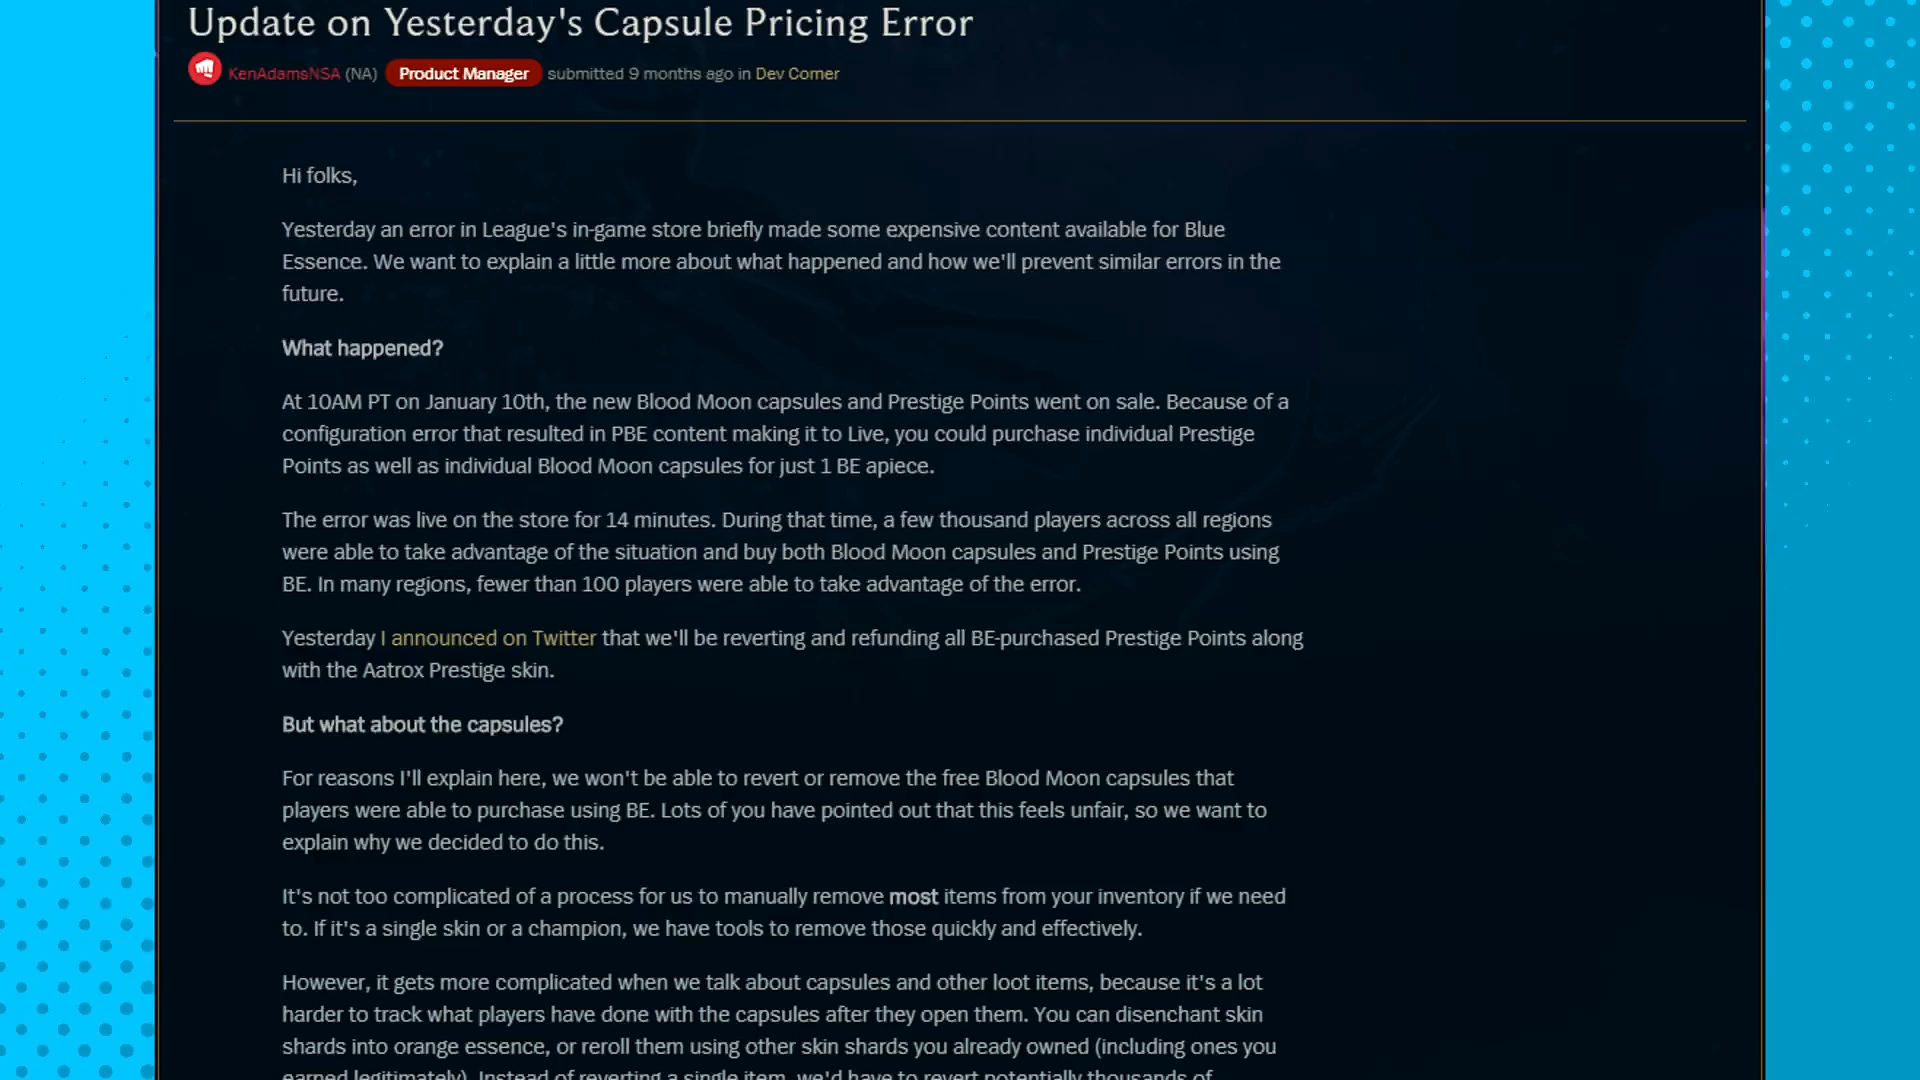 Update on Yesterday's Capsule Pricing Error
KenAdamsNSA (NA) Product Manager submitted 9 months ago in Dev Corner
Hi folks,
Yesterday an error in League's in-game store briefly made some expensive content available for Blue
Essence. We want to explain a little more about what happened and how we'll prevent similar errors in the
future.
What happened?
At 10AM PT on January 10th, the new Blood Moon capsules and Prestige Points went on sale. Because of a
configuration error that resulted in PBE content making it to Live, you could purchase individual Prestige
Points as well as individual Blood Moon capsules for just 1 BE apiece.
The error was live on the store for 14 minutes. During that time, a few thousand players across all regions
were able to take advantage of the situation and buy both Blood Moon capsules and Prestige Points using
BE. In many regions, fewer than 100 players were able to take advantage of the error.
Yesterday I announced on Twitter that we'll be reverting and refunding all BE-purchased Prestige Points along
with the Aatrox Prestige skin.
But what about the capsules?
For reasons I'll explain here, we won't be able to revert or remove the free Blood Moon capsules that
players were able to purchase using BE. Lots of you have pointed out that this feels unfair, so we want to
explain why we decided to do this.
It's not too complicated of a process for us to manually remove most items from your inventory if we need
to. If it's a single skin or a champion, we have tools to remove those quickly and effectively.
However, it gets more complicated when we talk about capsules and other loot items, because it's a lot
harder to track what players have done with the capsules after they open them. You can disenchant skin
shards into orange essence, or reroll them using other skin shards you already owned (including ones you
earned legitimately). Instead of reverting a single item, we'd have to revert potentially thousands of